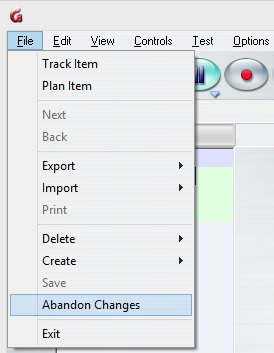 File Edit View Controls Test Options
Track Item
Plan Item
Next
Back
Export
Import
Print
Delete
Create
Save
Abandon Changes
Exit